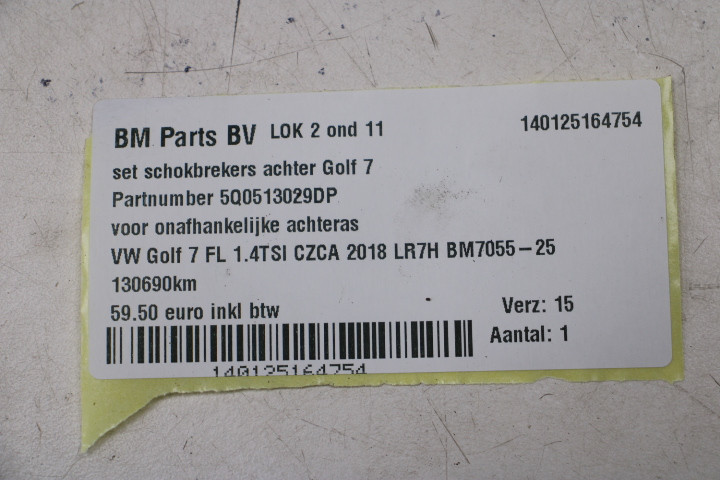 BM Parts BV LOK 2 ond 11 140125164754
set schokbrekers achter Golf 7
Partnumber 5Q0513029DP
voor onafhankelijke achteras
VW Golf 7 FL 1.4TSI CZCA 2018 LR7H BM7055-25
130690km
59.50 euro inkl btw Verz: 15
Aantal: 1
140125164754